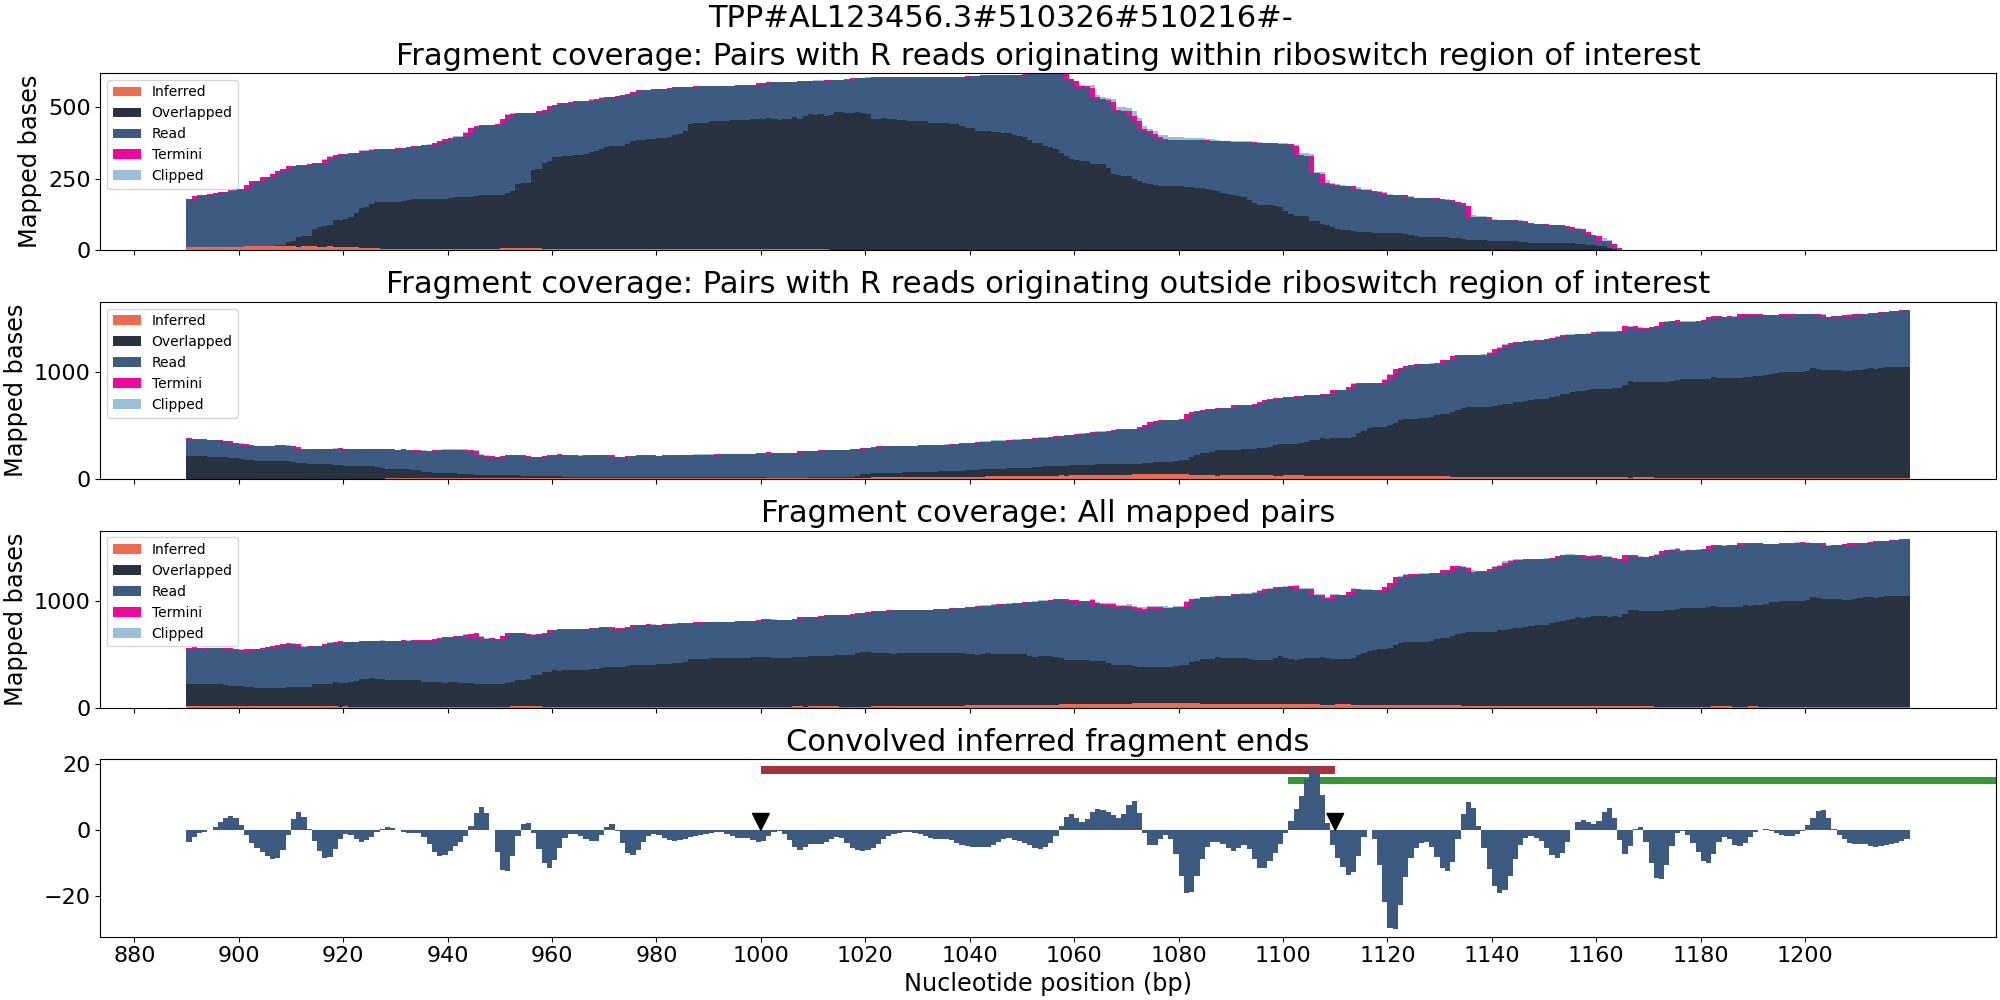 TPP#AL123456.3#510326#510216#-
Fragment coverage: Pairs with R reads originating within riboswitch region of interest
Mapped bases
500
250
0
Inferred
Overlapped
Read
Termini
Clipped
Fragment coverage: Pairs with R reads originating outside riboswitch region of interest
Mapped bases
1000
0
Inferred
Overlapped
Read
Termini
Clipped
Fragment coverage: All mapped pairs
Mapped bases
1000
0
Inferred
Overlapped
Read
Termini
Clipped
Convolved inferred fragment ends
20
0
−20
880 900 920 940 960 980 1000 1020 1040 1060 1080 1100 1120 1140 1160 1180 1200
Nucleotide position (bp)